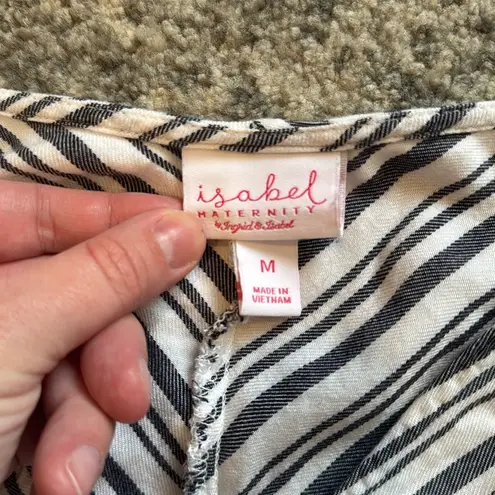 isabel
MATERNITY
by Ingrid & Isabel
M
MADE IN
VIETNAM